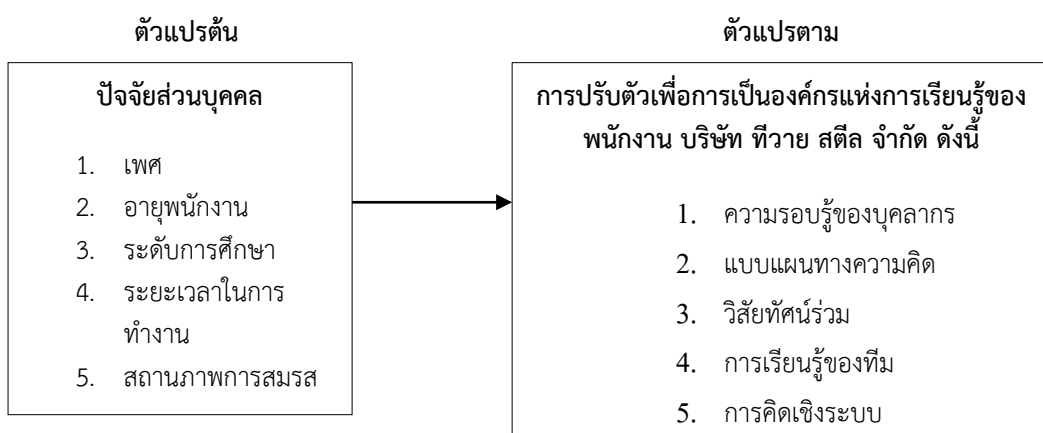 ตัวแปรต้น
ปัจจัยส่วนบุคคล
1. เพศ
2. อายุพนักงาน
3. ระดับการศึกษา
4. ระยะเวลาในการ
ทำงาน
5. สถานภาพการสมรส
ตัวแปรตาม
การปรับตัวเพื่อการเป็นองค์กรแห่งการเรียนรู้ของ
พนักงาน บริษัท ทีวาย สตีล จำกัด ดังนี้
1. ความรอบรู้ของบุคลากร
2. แบบแผนทางความคิด
3. วิสัยทัศน์ร่วม
4. การเรียนรู้ของทีม
5. การคิดเชิงระบบ